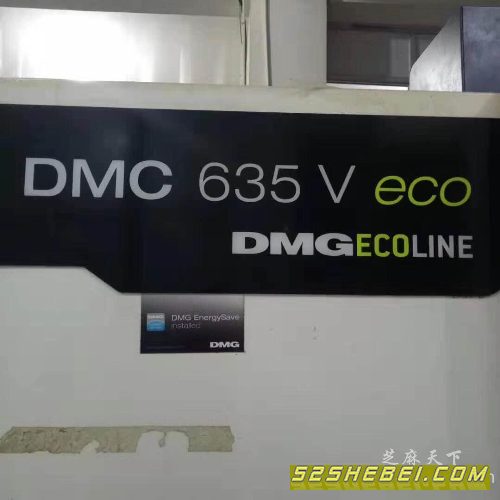 DMC 635 V eco
DMGECOLINE
DMG EnergySave
installed
DMG
芝麻天下
52SHEBEI.COM